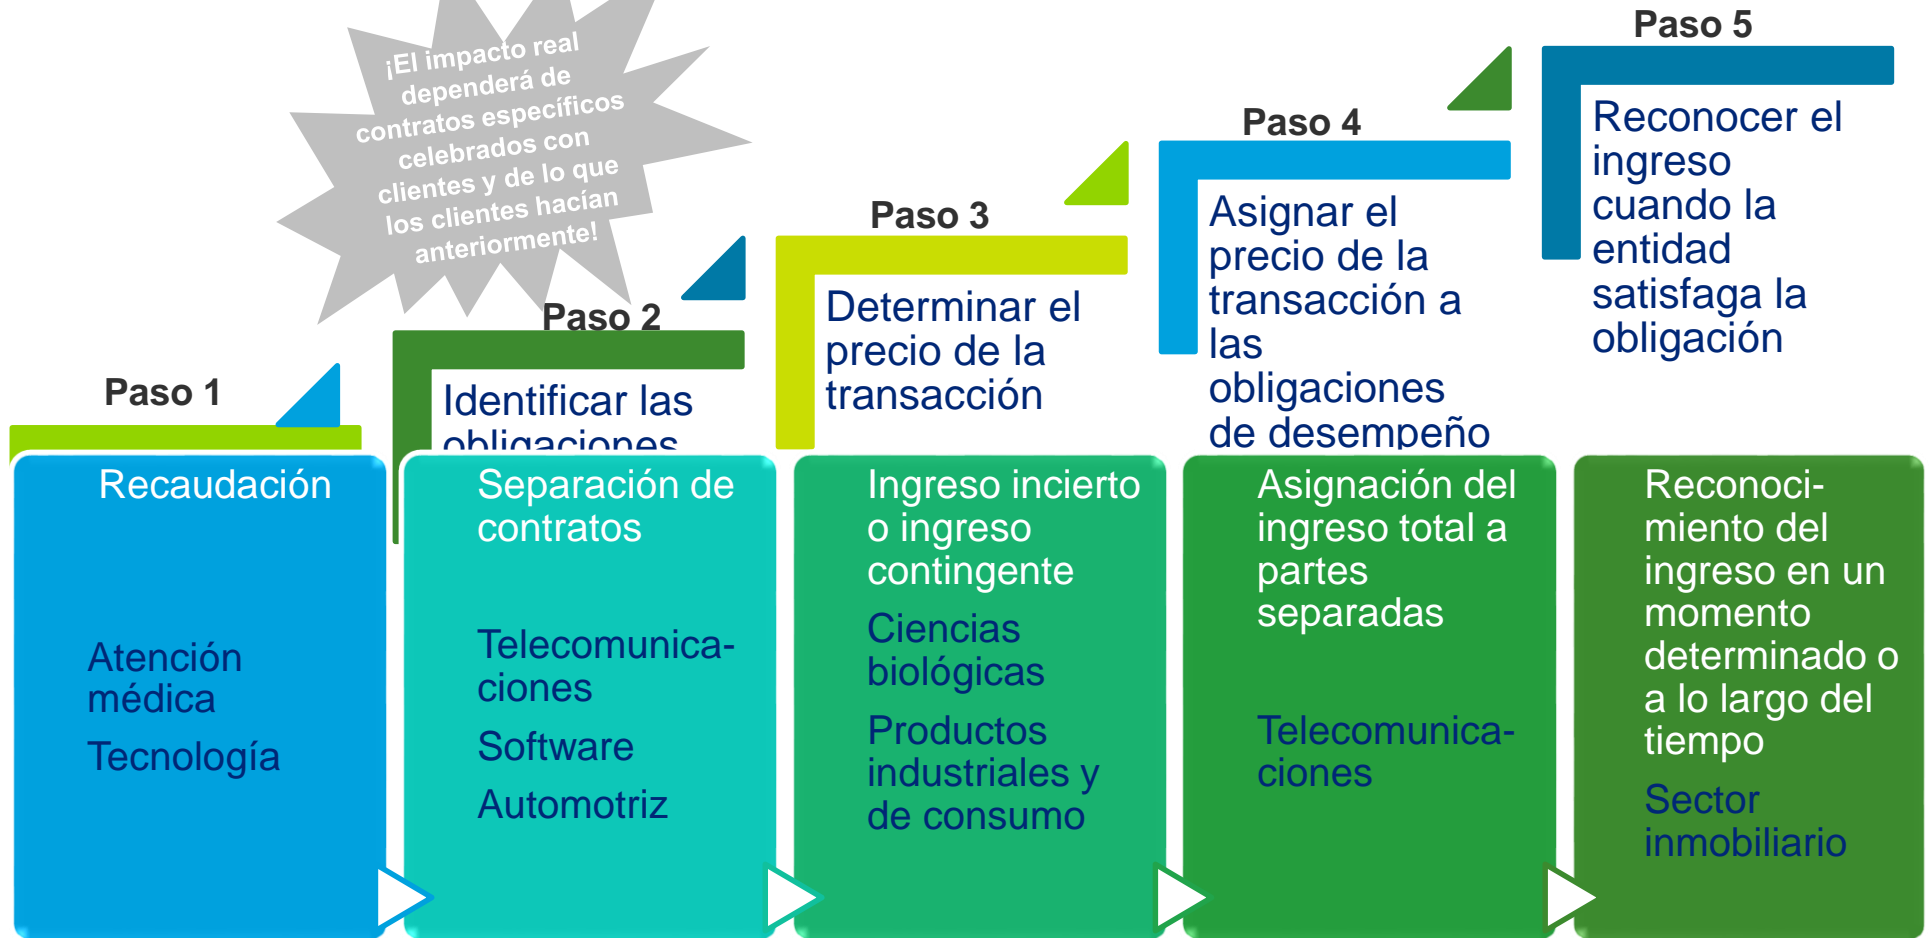 ¡El impacto real
dependerá de
contratos específicos
celebrados con
clientes y de lo que
los clientes hacían
anteriormente!
Paso 1
Paso 2
Identificar las
obligaciones
Paso 3
Determinar el
precio de la
transacción
Paso 4
Asignar el
precio de la
transacción a
las
obligaciones
de desempeño
Paso 5
Reconocer el
ingreso
cuando la
entidad
satisfaga la
obligación
Recaudación
Atención
médica
Tecnología
Separación de
contratos
Telecomunica-
ciones
Software
Automotriz
Ingreso incierto
o ingreso
contingente
Ciencias
biológicas
Productos
industriales y
de consumo
Asignación del
ingreso total a
partes
separadas
Telecomunica-
ciones
Reconoci-
miento del
ingreso en un
momento
determinado o
a lo largo del
tiempo
Sector
inmobiliario